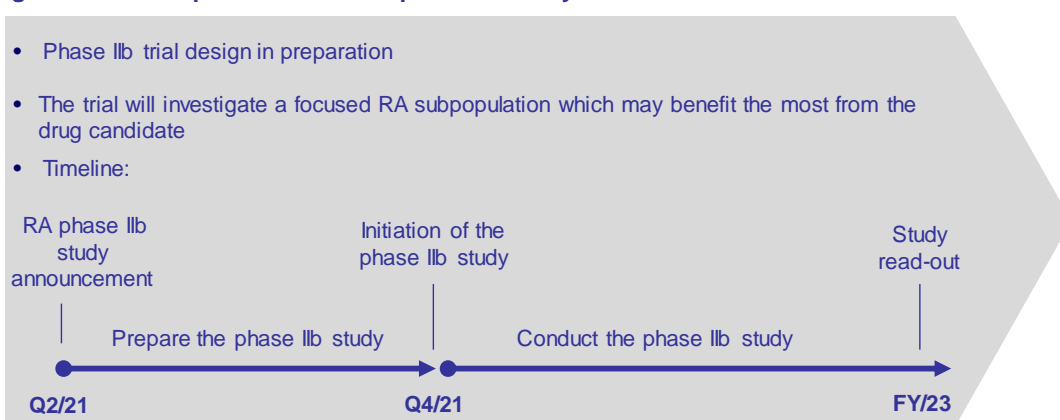 • Phase IIb trial design in preparation
• The trial will investigate a focused RA subpopulation which may benefit the most from the
drug candidate
• Timeline:
RA phase IIb
study
announcement
Initiation of the
phase IIb study
Study
read-out
Prepare the phase IIb study
Conduct the phase IIb study
Q2/21
Q4/21
FY/23